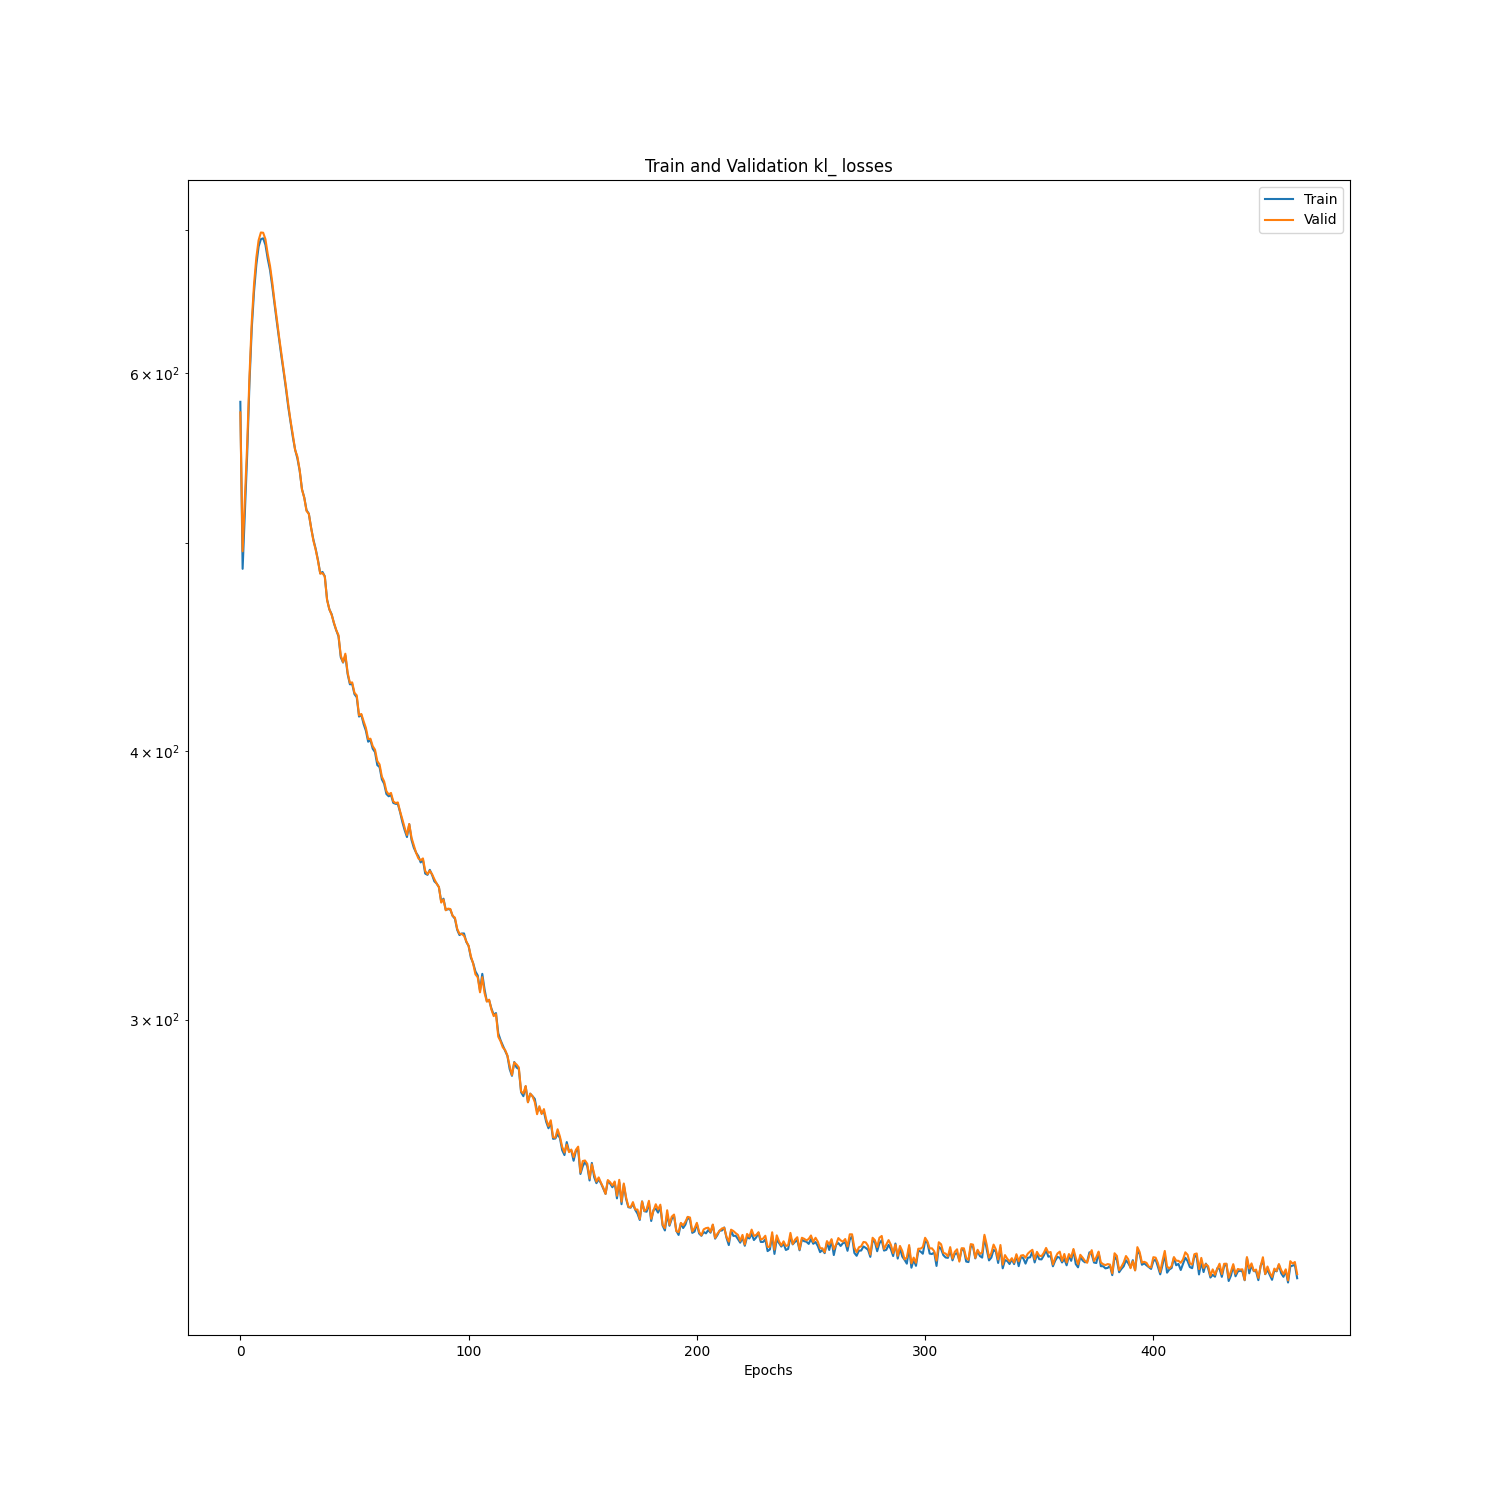 Train and Validation kl_ losses
Train
Valid
6 × 10²
4 × 10²
3 × 10²
0 100 200 300 400
Epochs